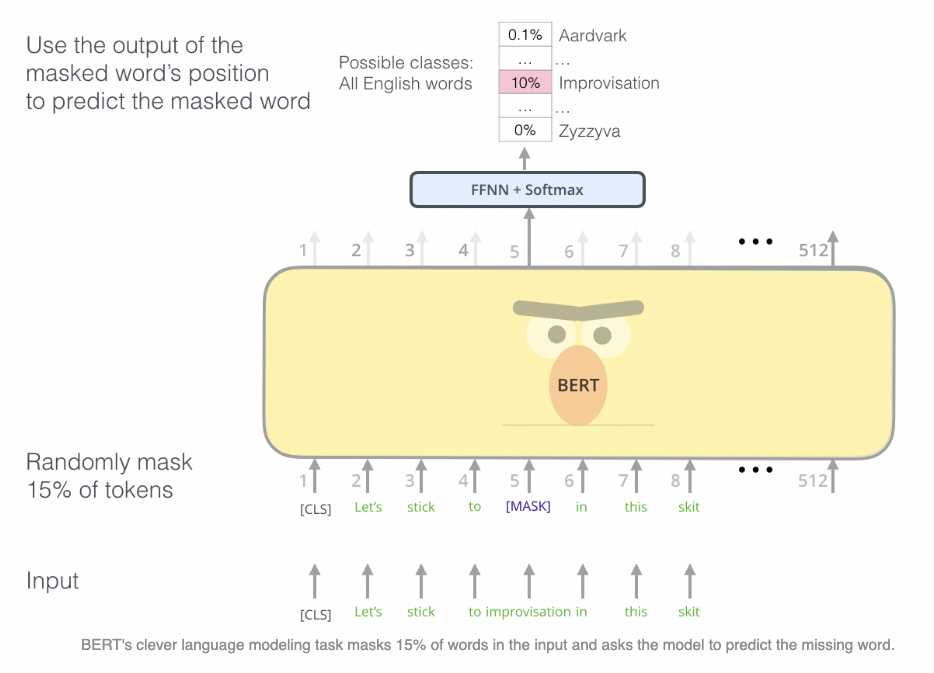 Use the output of the
masked word's position
to predict the masked word
Possible classes:
All English words
0.1% Aardvark
... ...
10% Improvisation
... ...
0% Zyzzyva
FFNN + Softmax
1 2 3 4 5 6 7 8 ••• 512
BERT
Randomly mask
15% of tokens
1 2 3 4 5 6 7 8 ••• 512
[CLS] Let's stick to [MASK] in this skit
Input
[CLS] Let's stick to improvisation in this skit
BERT's clever language modeling task masks 15% of words in the input and asks the model to predict the missing word.